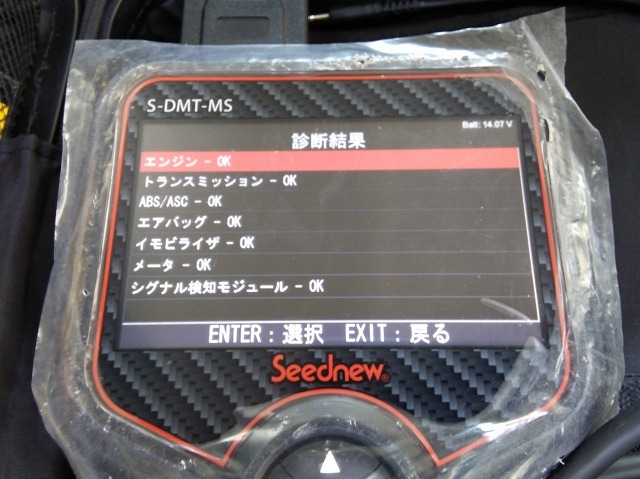 S-DMT-MS
Batt: 14.07 V
診断結果
エンジン - OK
トランスミッション - OK
ABS/ASC - OK
エアバッグ - OK
イモビライザ - OK
メータ - OK
シグナル検知モジュール - OK
ENTER : 選択 EXIT : 戻る
Seednew®